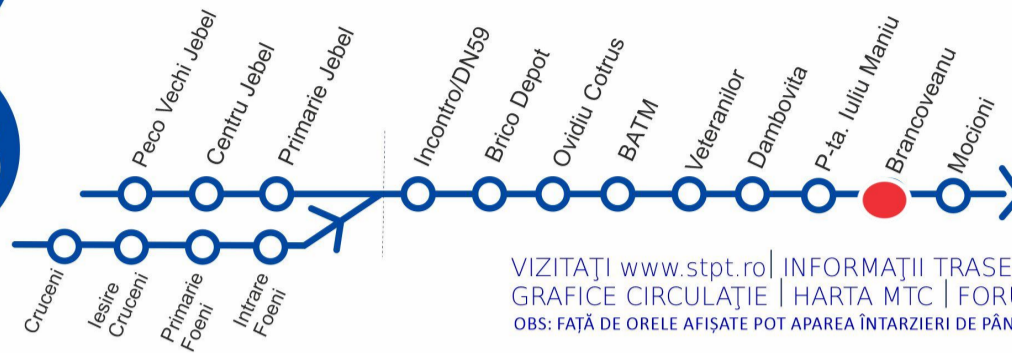 Peco Vechi Jebel
Centru Jebel
Primarie Jebel
Incontro/DN59
Brico Depot
Ovidiu Cotrus
BATM
Veteranilor
Dambovita
P-ta. Iuliu Maniu
Brancoveanu
Mocioni
Cruceni
Iesire
Cruceni
Primarie
Foeni
Intrare
Foeni
VIZITAŢI www.stpt.ro| INFORMAŢII TRASE
GRAFICE CIRCULAŢIE | HARTA MTC | FORU
OBS: FAŢĂ DE ORELE AFIŞATE POT APAREA ÎNTARZIERI DE PÂN